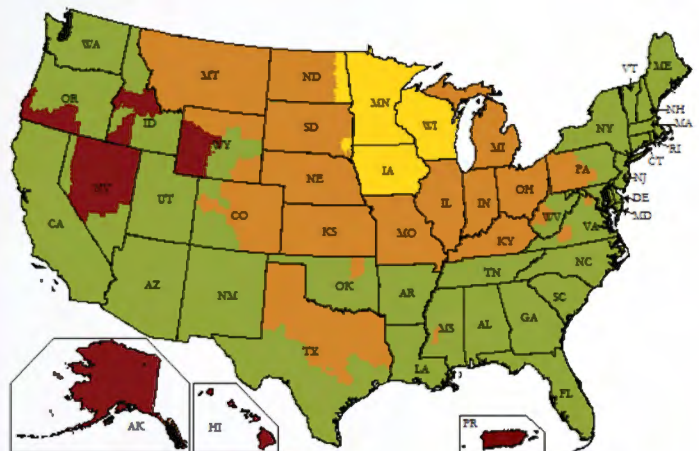 WA
MT
ND
MN
VT
ME
OR
ID
SD
WI
NH
MA
WY
MI
NY
RI
CT
IA
NE
PA
NJ
NV
UT
CO
IL
IN
OH
DE
MD
CA
KS
MO
KY
WV
VA
AZ
NM
OK
AR
TN
NC
SC
TX
MS
AL
GA
LA
FL
AK
HI
PR